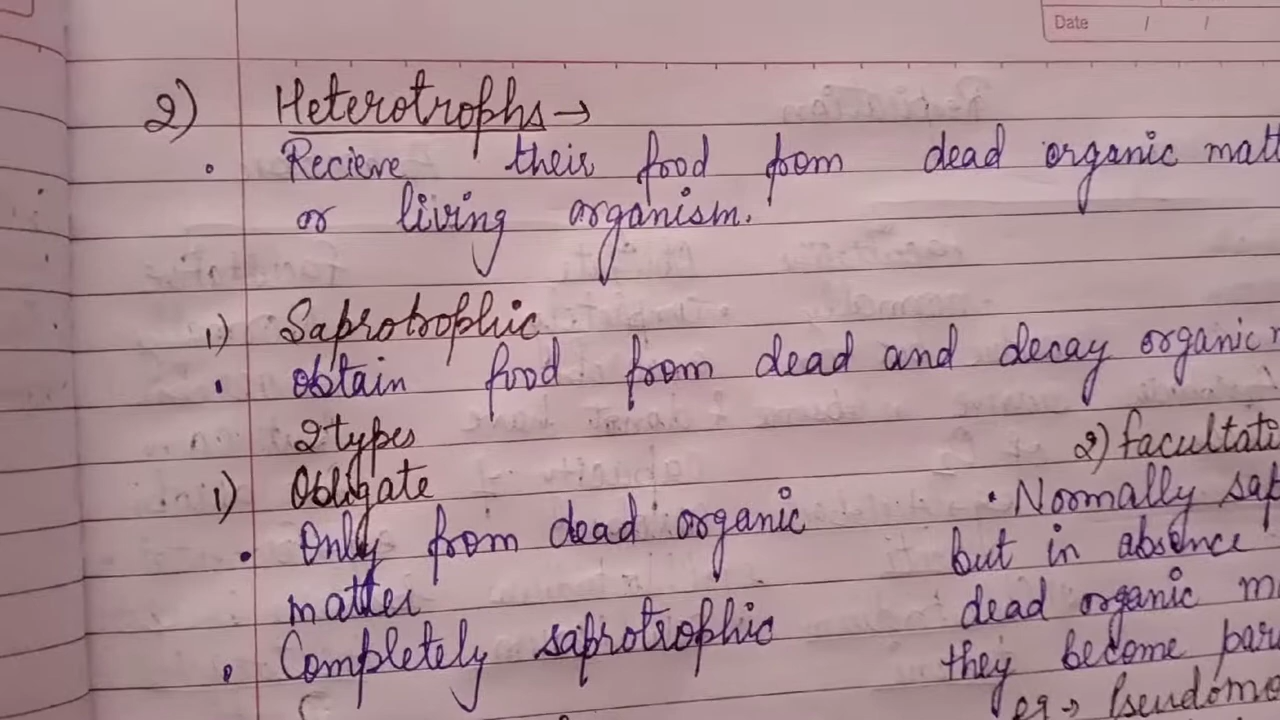 Date / /
2) Heterotrophs →
• Recieve their food from dead organic matt
or living organism.
1) Saprotrophic
• obtain food from dead and decay organic
2 types
1) Obligate
• Only from dead organic
matter
• Completely saprotrophic
2) facultati
• Normally sap
but in absence
dead organic m
they become par
eg → Pseudomo